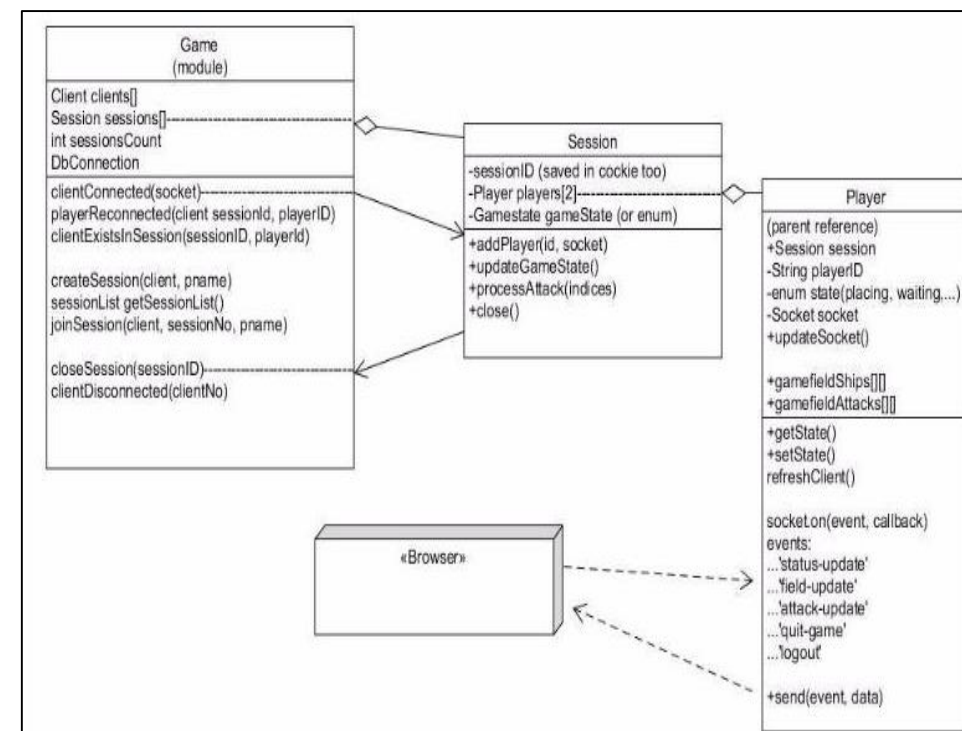 Game
(module)
Client clients[]
Session sessions[]
int sessionsCount
DbConnection
clientConnected(socket)
playerReconnected(client sessionId, playerID)
clientExistsInSession(sessionID, playerId)
createSession(client, pname)
sessionList getSessionList()
joinSession(client, sessionNo, pname)
closeSession(sessionID)
clientDisconnected(clientNo)
Session
-sessionID (saved in cockie too)
-Player players[2]
-Gamestate gameState (or enum)
+addPlayer(id, socket)
+updateGameState()
+processAttack(indices)
+close()
Player
(parent reference)
+Session session
-String playerID
-enum state(placing, waiting,...)
-Socket socket
+updateSocket()
+gamefieldShips[][]
+gamefieldAttacks[][]
+getState()
+setState()
refreshClient()
socket.on(event, callback)
events:
...'status-update'
...'field-update'
...'attack-update'
...'quit-game'
...'logout'
+send(event, data)
«Browser»